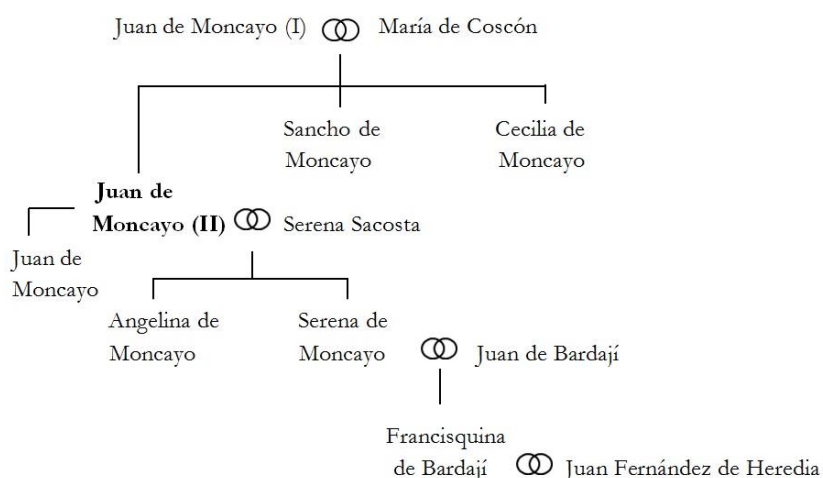 Juan de Moncayo (I) María de Coscón
Sancho de
Moncayo
Cecilia de
Moncayo
Juan de
Moncayo (II) Serena Sacosta
Juan de
Moncayo
Angelina de
Moncayo
Serena de
Moncayo
Juan de Bardají
Francisquina
de Bardají Juan Fernández de Heredia